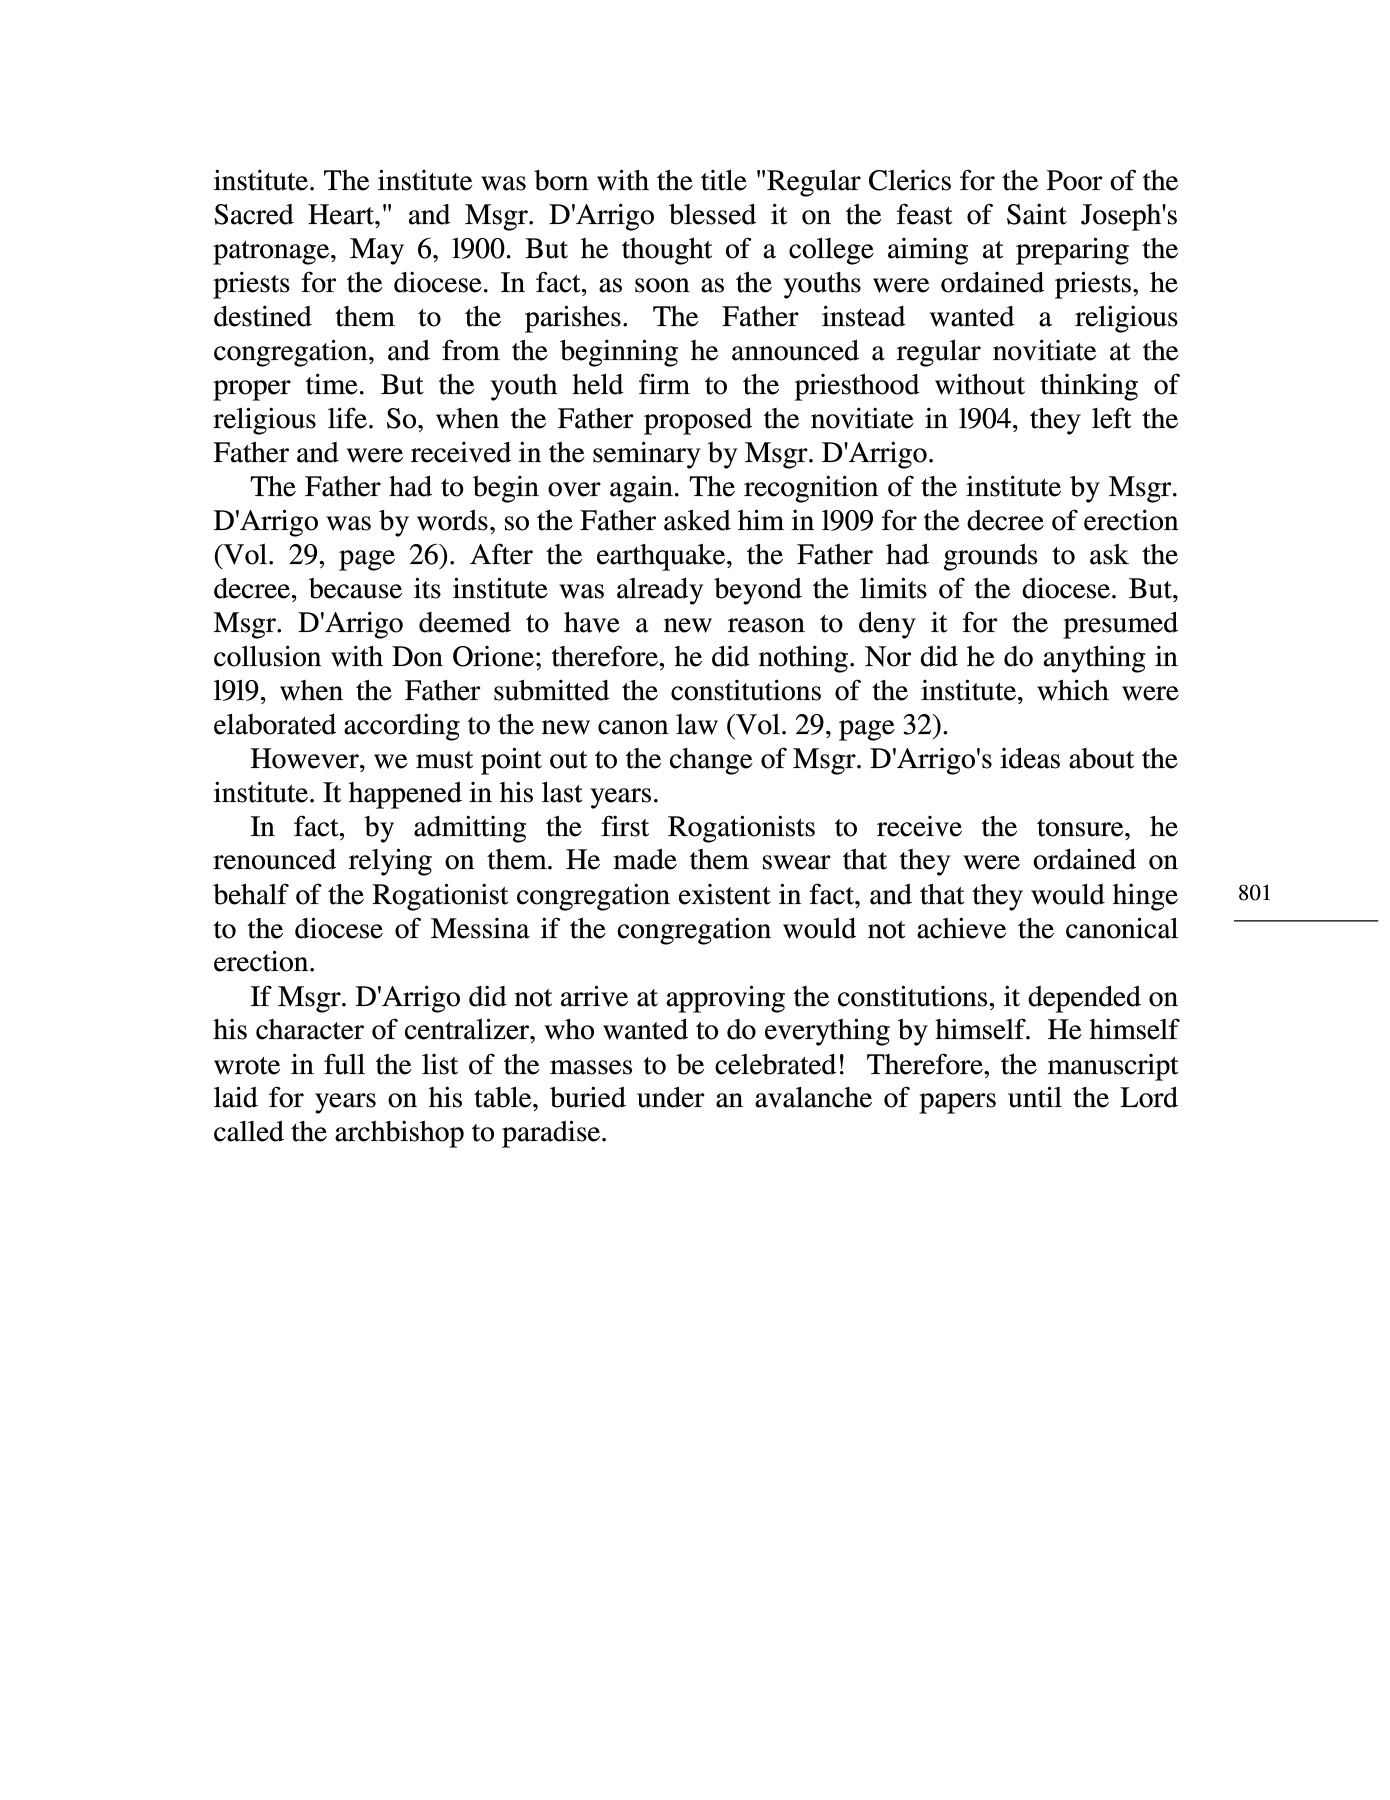 institute. The institute was born with the title "Regular Clerics for the Poor of the
Sacred Heart," and Msgr. D'Arrigo blessed it on the feast of Saint Joseph's
patronage, May 6, l900. But he thought of a college aiming at preparing the
priests for the diocese. In fact, as soon as the youths were ordained priests, he
destined them to the parishes. The Father instead wanted a religious
congregation, and from the beginning he announced a regular novitiate at the
proper time. But the youth held firm to the priesthood without thinking of
religious life. So, when the Father proposed the novitiate in l904, they left the
Father and were received in the seminary by Msgr. D'Arrigo.
The Father had to begin over again. The recognition of the institute by Msgr.
D'Arrigo was by words, so the Father asked him in l909 for the decree of erection
(Vol. 29, page 26). After the earthquake, the Father had grounds to ask the
decree, because its institute was already beyond the limits of the diocese. But,
Msgr. D'Arrigo deemed to have a new reason to deny it for the presumed
collusion with Don Orione; therefore, he did nothing. Nor did he do anything in
l9l9, when the Father submitted the constitutions of the institute, which were
elaborated according to the new canon law (Vol. 29, page 32).
However, we must point out to the change of Msgr. D'Arrigo's ideas about the
institute. It happened in his last years.
In fact, by admitting the first Rogationists to receive the tonsure, he
renounced relying on them. He made them swear that they were ordained on
behalf of the Rogationist congregation existent in fact, and that they would hinge
to the diocese of Messina if the congregation would not achieve the canonical
erection.
If Msgr. D'Arrigo did not arrive at approving the constitutions, it depended on
his character of centralizer, who wanted to do everything by himself. He himself
wrote in full the list of the masses to be celebrated! Therefore, the manuscript
laid for years on his table, buried under an avalanche of papers until the Lord
called the archbishop to paradise.
801